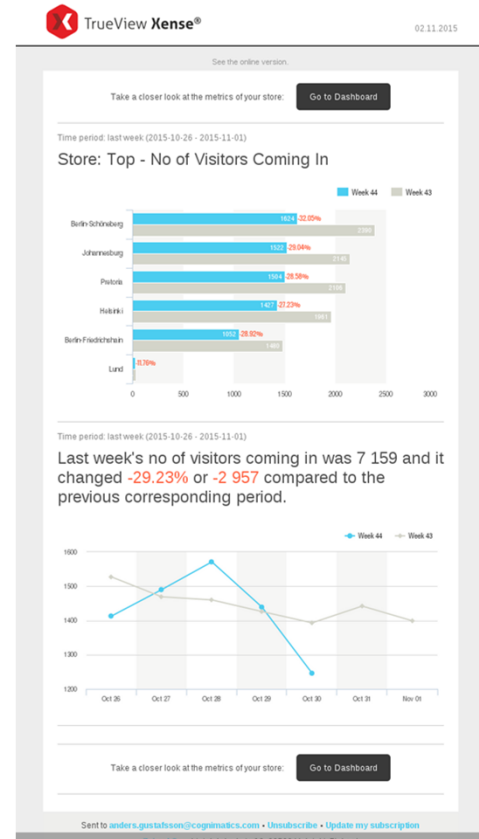 TrueView Xense®
02.11.2015
See the online version.
Take a closer look at the metrics of your store:
Go to Dashboard
Time period: last week (2015-10-26 - 2015-11-01)
Store: Top - No of Visitors Coming In
Week 44
Week 43
Berlin-Schöneberg
1624
-32.05%
Johannesburg
1522
-29.04%
Pretoria
1504
-28.58%
Helsinki
1427
-27.23%
Berlin-Friedrichshain
1052
-28.92%
Lund
-11.76%
0 500 1000 1500 2000 2500 3000
Time period: last week (2015-10-26 - 2015-11-01)
Last week's no of visitors coming in was 7 159 and it
changed -29.23% or -2 957 compared to the
previous corresponding period.
Week 44
Week 43
1600
1500
1400
1300
1200
Oct 26 Oct 27 Oct 28 Oct 29 Oct 30 Oct 31 Nov 01
Take a closer look at the metrics of your store:
Go to Dashboard
Sent to anders.gustafsson@cognimatics.com • Unsubscribe • Update my subscription